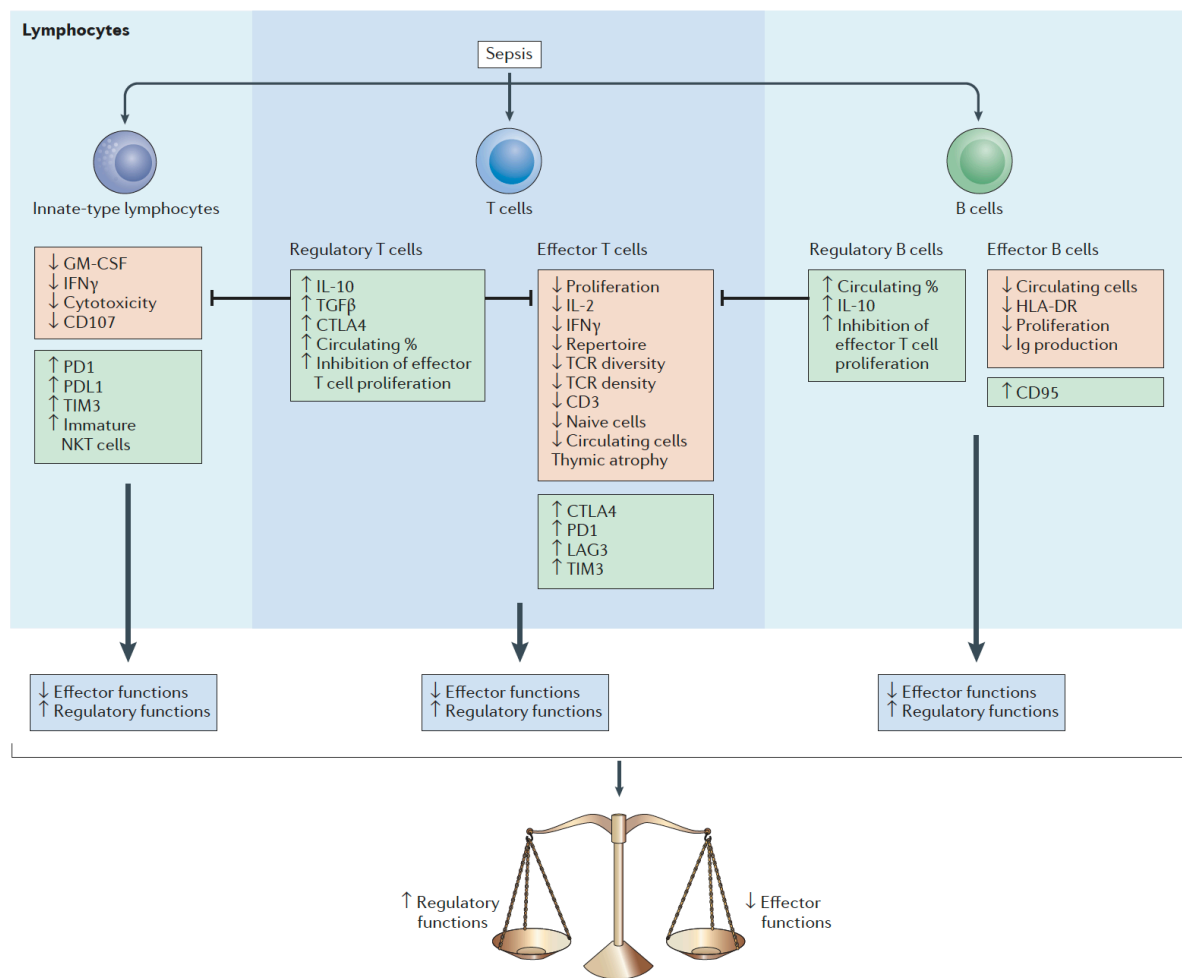 Lymphocytes
Sepsis
Innate-type lymphocytes
T cells
B cells
↓ GM-CSF
↓ IFNγ
↓ Cytotoxicity
↓ CD107
↑ PD1
↑ PDL1
↑ TIM3
↑ Immature
NKT cells
Regulatory T cells
↑ IL-10
↑ TGFβ
↑ CTLA4
↑ Circulating %
↑ Inhibition of effector
T cell proliferation
Effector T cells
↓ Proliferation
↓ IL-2
↓ IFNγ
↓ Repertoire
↓ TCR diversity
↓ TCR density
↓ CD3
↓ Naive cells
↓ Circulating cells
Thymic atrophy
↑ CTLA4
↑ PD1
↑ LAG3
↑ TIM3
Regulatory B cells
↑ Circulating %
↑ IL-10
↑ Inhibition of
effector T cell
proliferation
Effector B cells
↓ Circulating cells
↓ HLA-DR
↓ Proliferation
↓ Ig production
↑ CD95
↓ Effector functions
↑ Regulatory functions
↓ Effector functions
↑ Regulatory functions
↓ Effector functions
↑ Regulatory functions
↑ Regulatory
functions
↓ Effector
functions